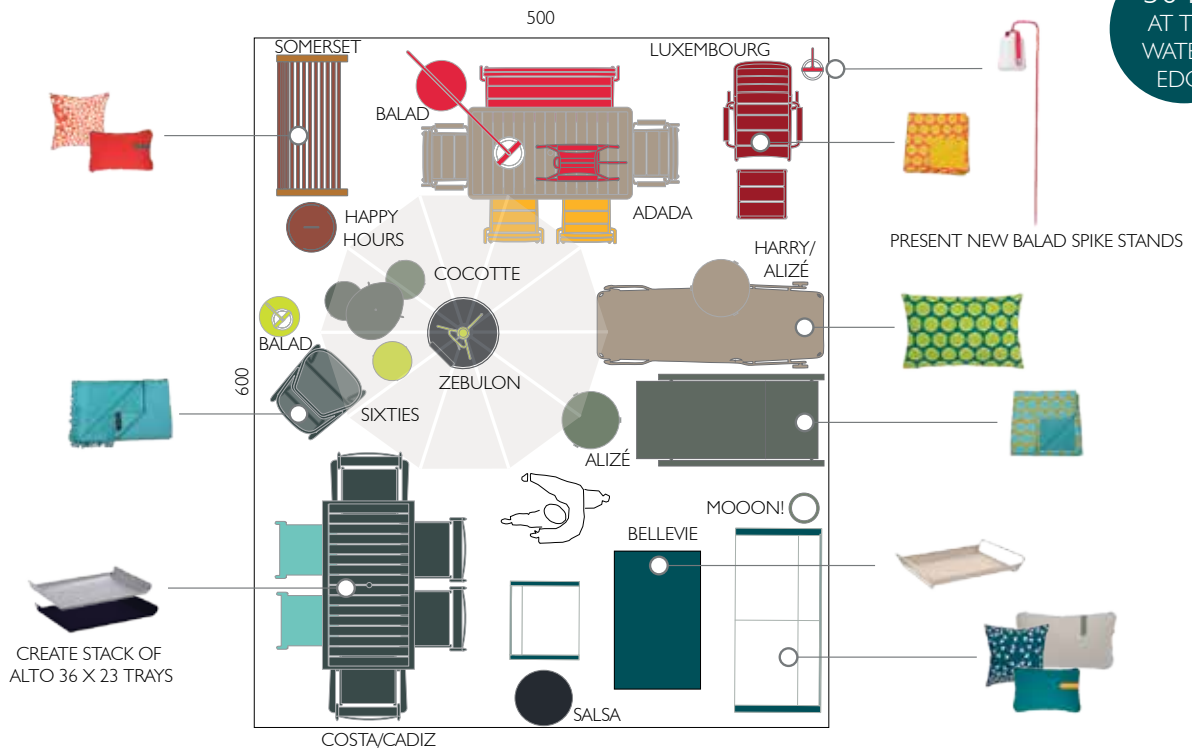 500
AT T
WATE
EDG
SOMERSET
LUXEMBOURG
BALAD
ADADA
HAPPY
HOURS
PRESENT NEW BALAD SPIKE STANDS
HARRY/
ALIZÉ
COCOTTE
BALAD
600
ZEBULON
SIXTIES
ALIZÉ
MOOON!
BELLEVIE
CREATE STACK OF
ALTO 36 X 23 TRAYS
SALSA
COSTA/CADIZ